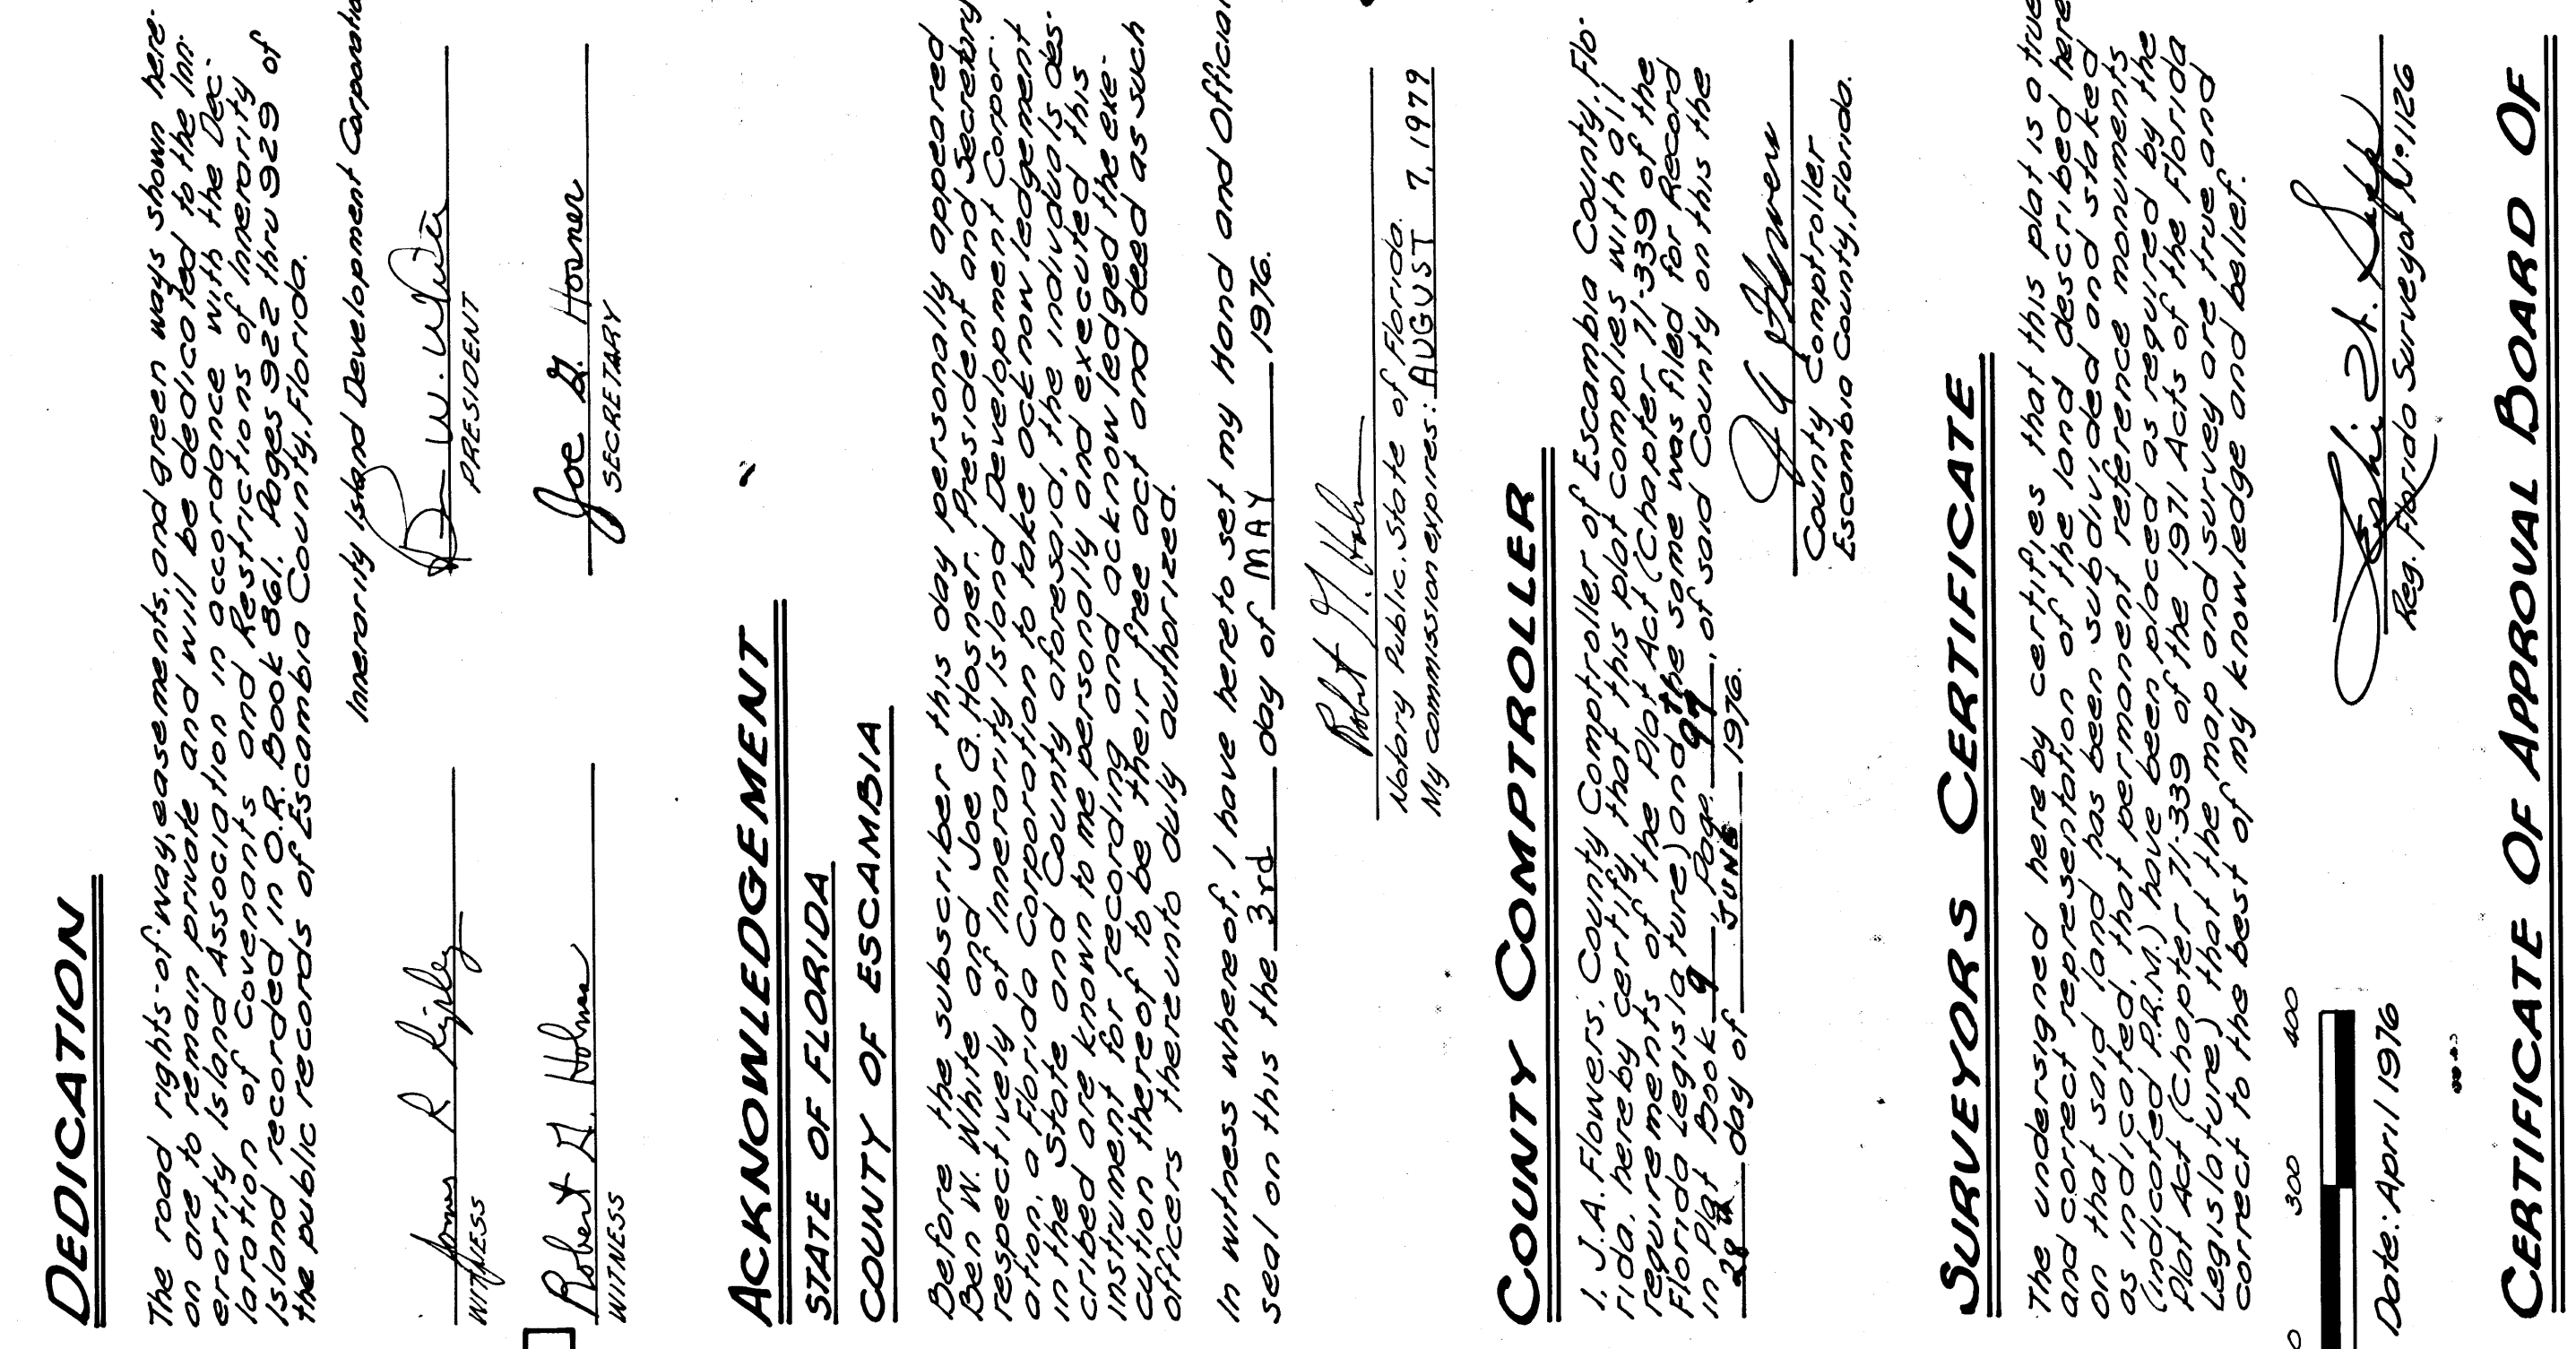 DEDICATION
The road rights-of-way, easements, and green ways shown here-
on are to remain private and will be dedicated to the Inn-
erarity Island Association in accordance with the Dec-
laration of Covenants and Restrictions of Innerarity
Island recorded in O.R. Book 861, Pages 922 thru 929 of
the public records of Escambia County, Florida.
Innerarity Island Development Corporatio
WITNESS
PRESIDENT
Robert G. Holm
WITNESS
Joe G. Hosner
SECRETARY
ACKNOWLEDGEMENT
STATE OF FLORIDA
COUNTY OF ESCAMBIA
Before the subscriber this day personally appeared
Ben W. White and Joe G. Hosner, President and Secretary
respectively of Innerarity Island Development Corpor-
ation, a Florida Corporation to take acknowledgement
in the State and County aforesaid, the individuals des-
cribed are known to me personally and executed this
instrument for recording and acknowledged the exe-
cution thereof to be their free act and deed as such
officers thereunto duly authorized.
In witness whereof, I have hereto set my Hand and Official
seal on this the 3rd day of MAY 1976.
Notary Public, State of Florida.
My commission expires: AUGUST 7, 1979
COUNTY COMPTROLLER
I, J.A. Flowers, County Comptroller of Escambia County, Flo-
rida, hereby certify that this plat complies with all
requirements of the Plat Act (Chapter 71-339 of the
Florida Legislature) and the same was filed for Record
in Plat Book 9, Page 99, of said County on this the
28th day of JUNE 1976.
J A Flowers
County Comptroller
Escambia County, Florida.
SURVEYORS CERTIFICATE
The undersigned hereby certifies that this plat is a true
and correct representation of the land described here
on that said land has been subdivided and staked
as indicated, that permanent reference monuments
(indicated P.R.M.) have been placed as required by the
Plat Act (Chapter 71-339 of the 1971 Acts of the Florida
Legislature) that the map and survey are true and
correct to the best of my knowledge and belief.
Reg. Florida Surveyor Nº 1126
300 400
Date: April 1976
CERTIFICATE OF APPROVAL BOARD OF